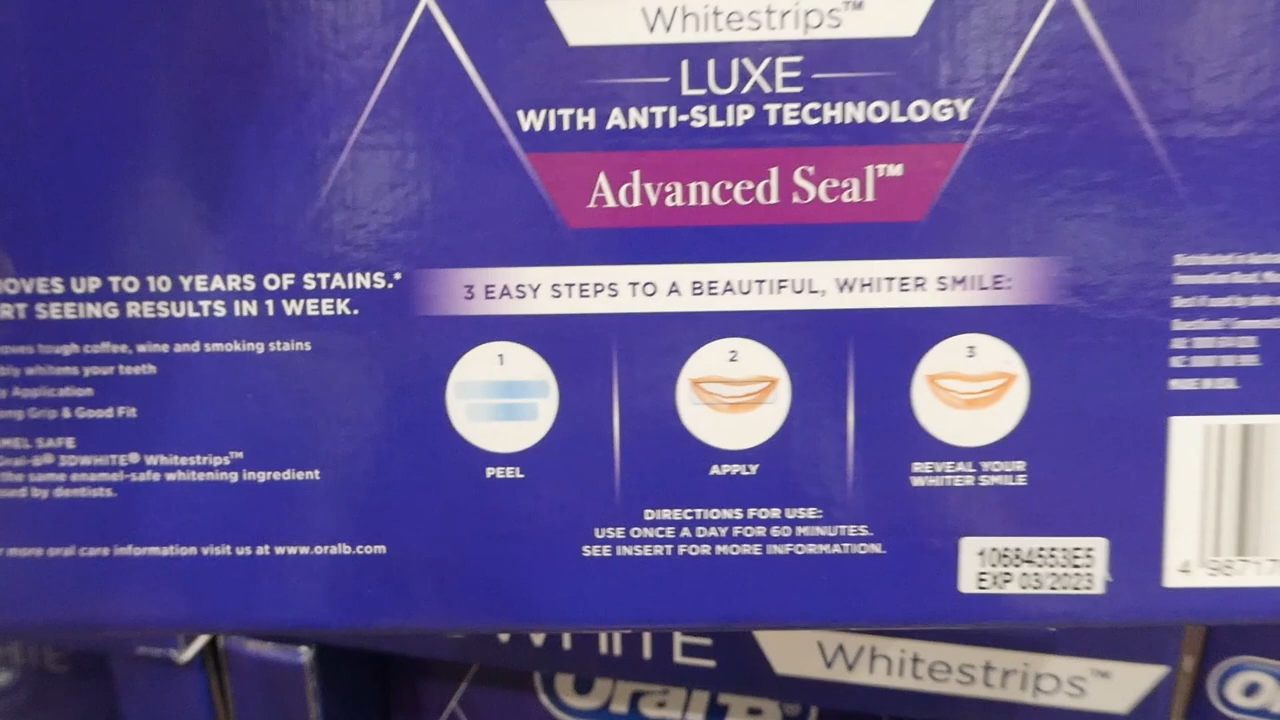 Whitestrips™
LUXE
WITH ANTI-SLIP TECHNOLOGY
Advanced Seal™
OVES UP TO 10 YEARS OF STAINS.*
RT SEEING RESULTS IN 1 WEEK.
oves tough coffee, wine and smoking stains
bly whitens your teeth
Application
ong Grip & Good Fit
MEL SAFE
Oral-B® 3DWHITE® Whitestrips™
the same enamel-safe whitening ingredient
sed by dentists.
more oral care information visit us at www.oralb.com
3 EASY STEPS TO A BEAUTIFUL, WHITER SMILE:
1
PEEL
2
APPLY
3
REVEAL YOUR
WHITER SMILE
DIRECTIONS FOR USE:
USE ONCE A DAY FOR 60 MINUTES.
SEE INSERT FOR MORE INFORMATION.
10684553E5
EXP 03/2023
4 98717
WHITE
Whitestrips™
Oral-B®